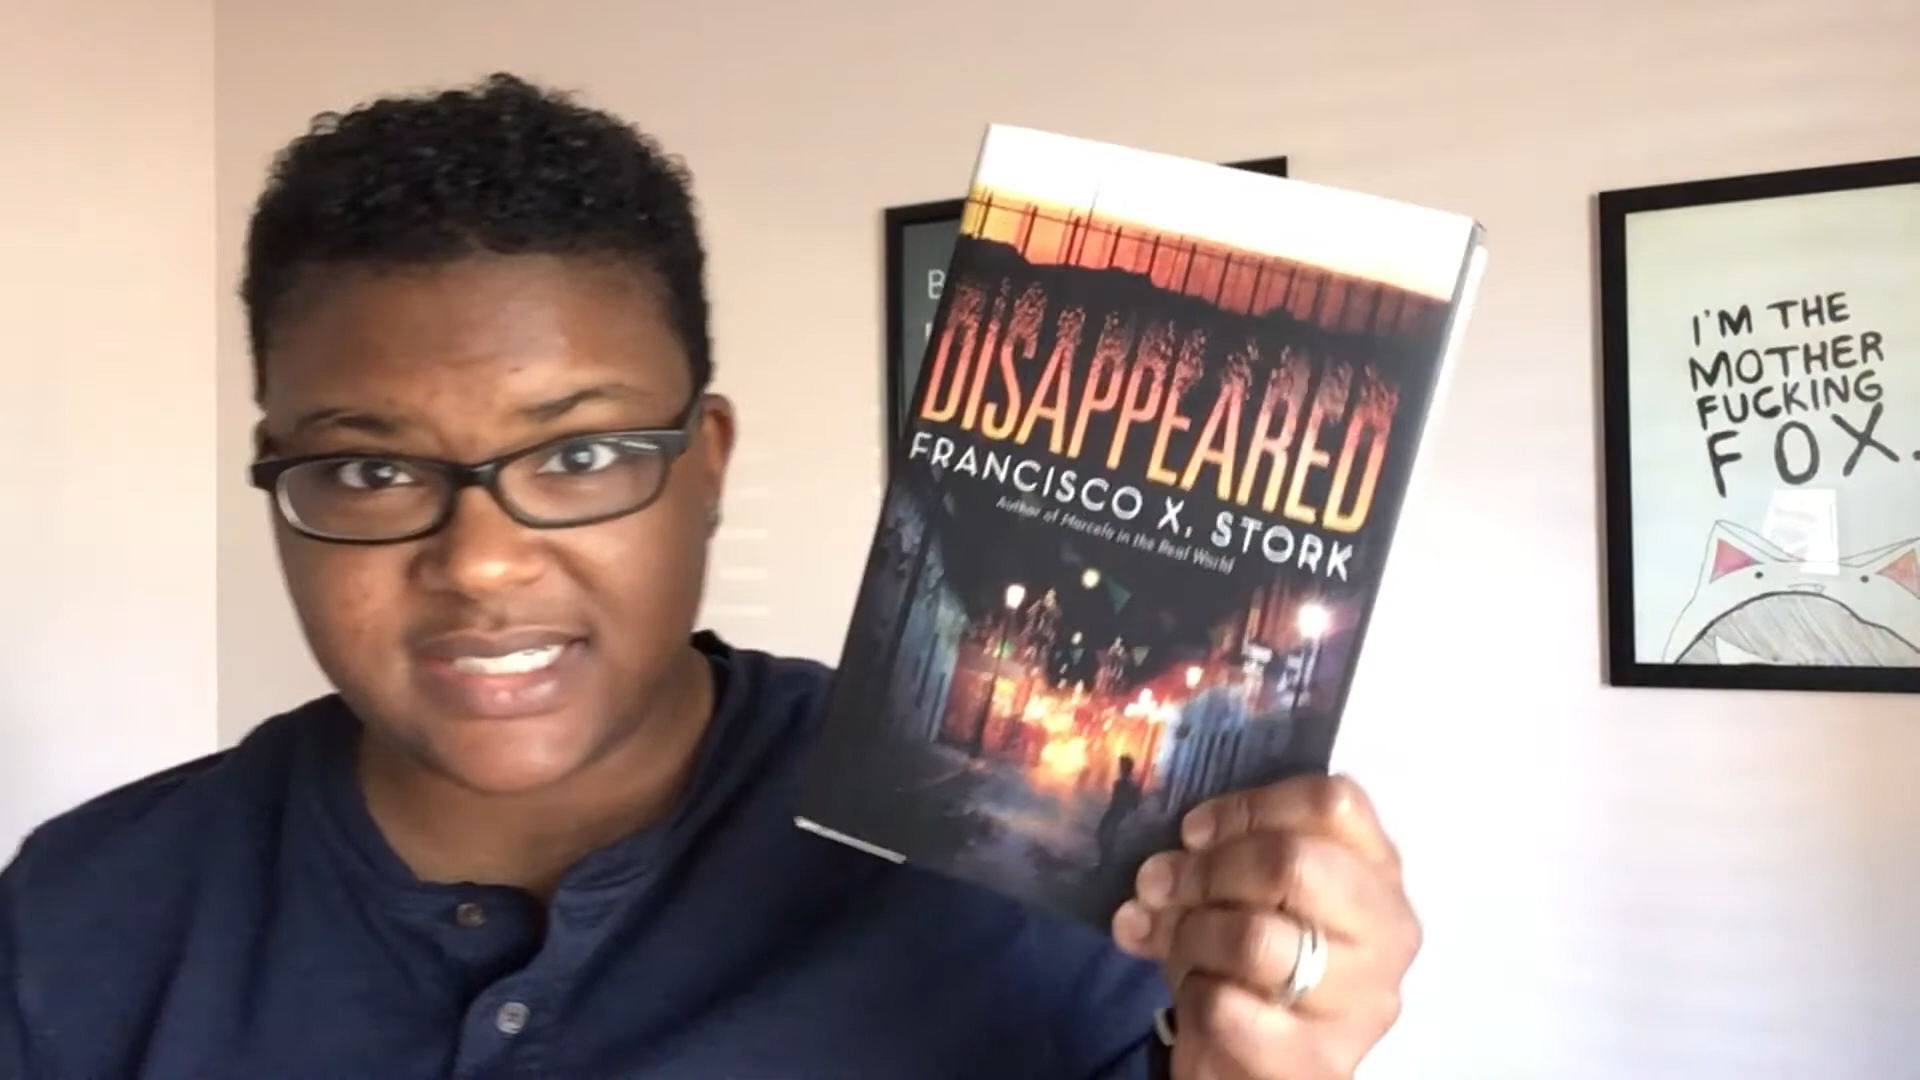 B
DISAPPEARED
FRANCISCO X. STORK
Author of Marcelo in the Real World
I'M THE
MOTHER
FUCKING
FOX.